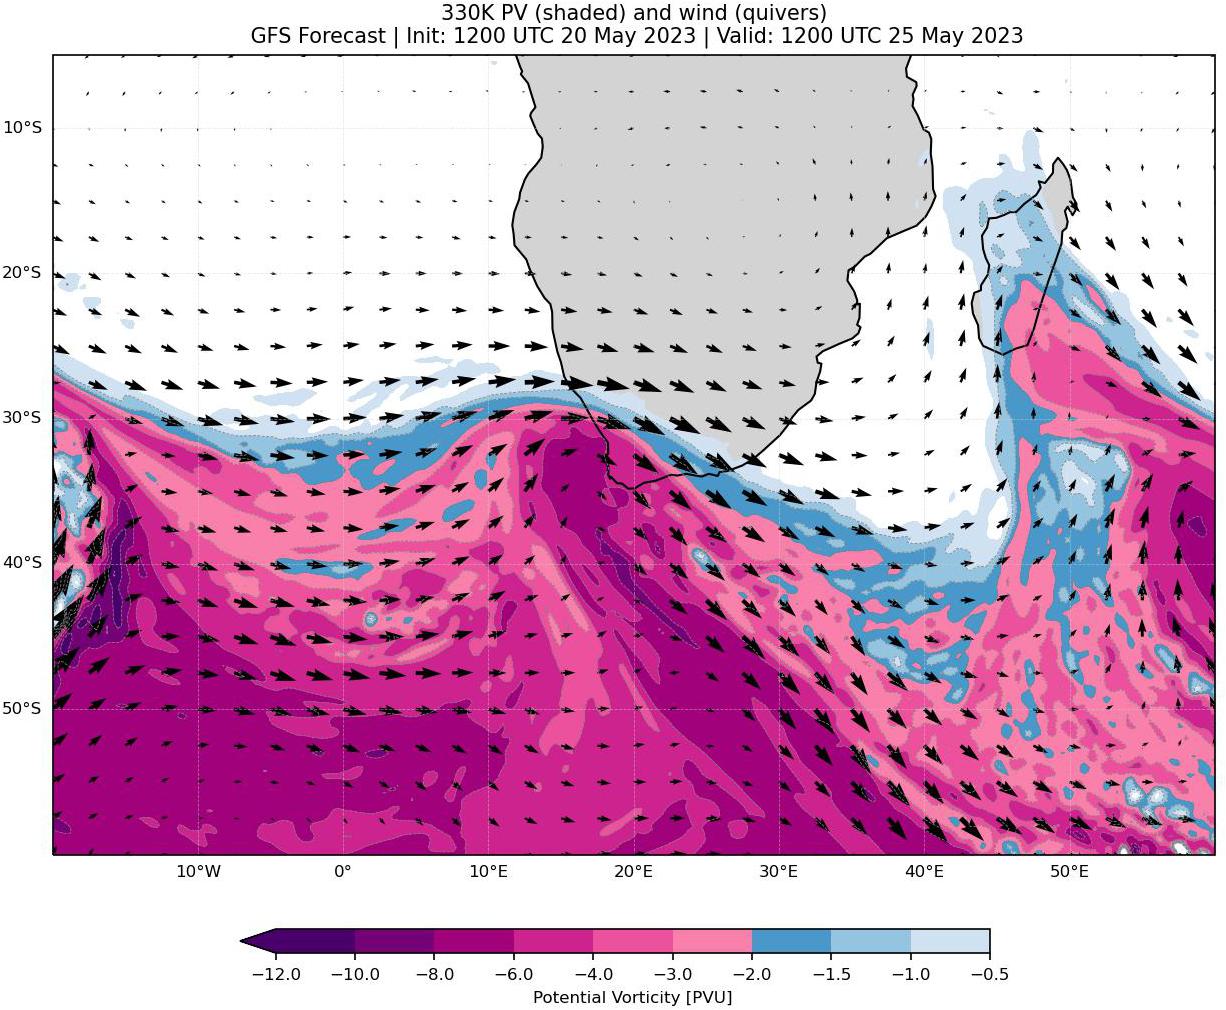 330K PV (shaded) and wind (quivers)
GFS Forecast | Init: 1200 UTC 20 May 2023 | Valid: 1200 UTC 25 May 2023
10°S
20°S
30°S
40°S
50°S
10°W 0° 10°E 20°E 30°E 40°E 50°E
−12.0 −10.0 −8.0 −6.0 −4.0 −3.0 −2.0 −1.5 −1.0 −0.5
Potential Vorticity [PVU]